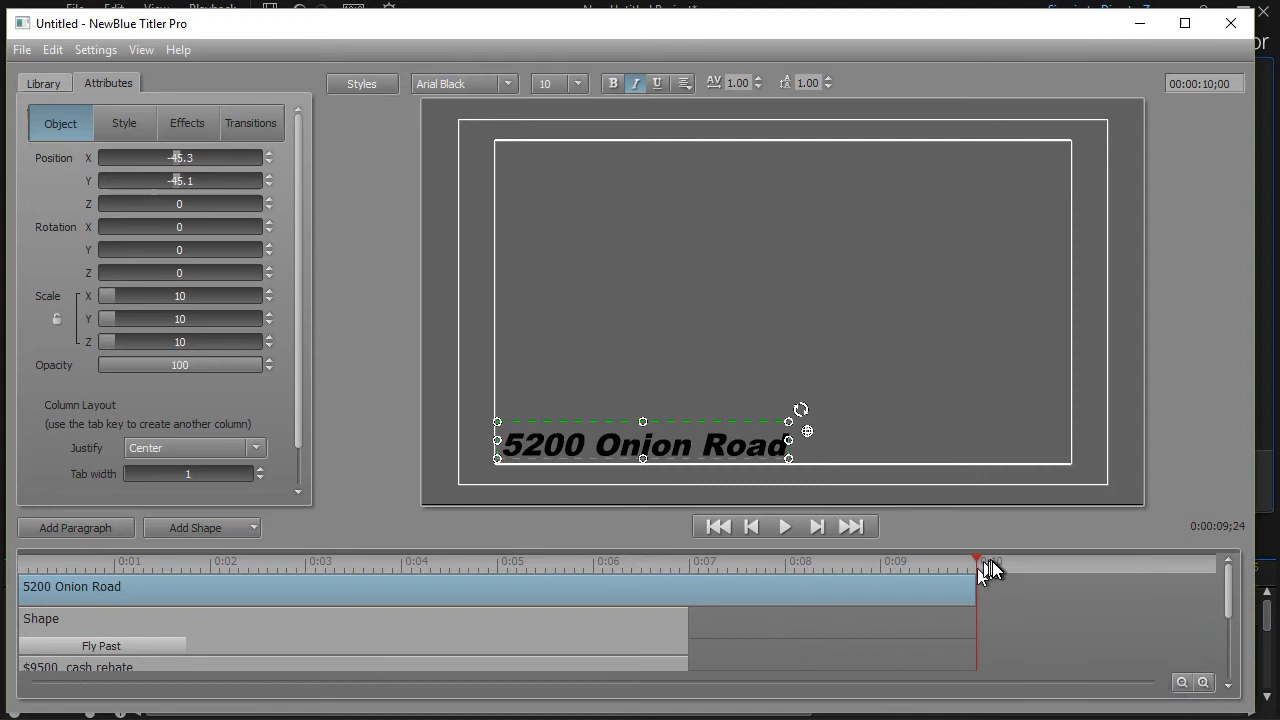 Untitled - NewBlue Titler Pro
File Edit Settings View Help
Library Attributes
Styles Arial Black 10 B I U AV 1.00 1.00 00:00:10;00
Object Style Effects Transitions
Position X -45.3
Y -45.1
Z 0
Rotation X 0
Y 0
Z 0
Scale X 10
Y 10
Z 10
Opacity 100
Column Layout
(use the tab key to create another column)
Justify Center
Tab width 1
5200 Onion Road
Add Paragraph Add Shape 0:00:09;24
0:01 0:02 0:03 0:04 0:05 0:06 0:07 0:08 0:09
5200 Onion Road
Shape
Fly Past
$9500 cash rebate